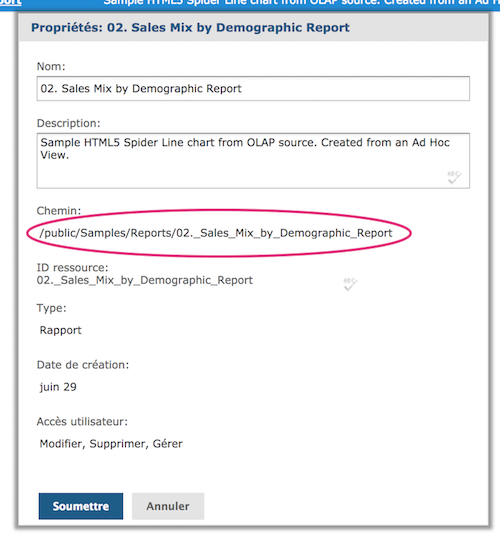 port Sample HTML5 Spider Line chart from OLAP source. Created from an Ad H
Propriétés: 02. Sales Mix by Demographic Report
Nom:
02. Sales Mix by Demographic Report
Description:
Sample HTML5 Spider Line chart from OLAP source. Created from an Ad Hoc
View.
ABC
Chemin:
/public/Samples/Reports/02._Sales_Mix_by_Demographic_Report
ID ressource:
02._Sales_Mix_by_Demographic_Report
ABC
Type:
Rapport
Date de création:
juin 29
Accès utilisateur:
Modifier, Supprimer, Gérer
Soumettre Annuler